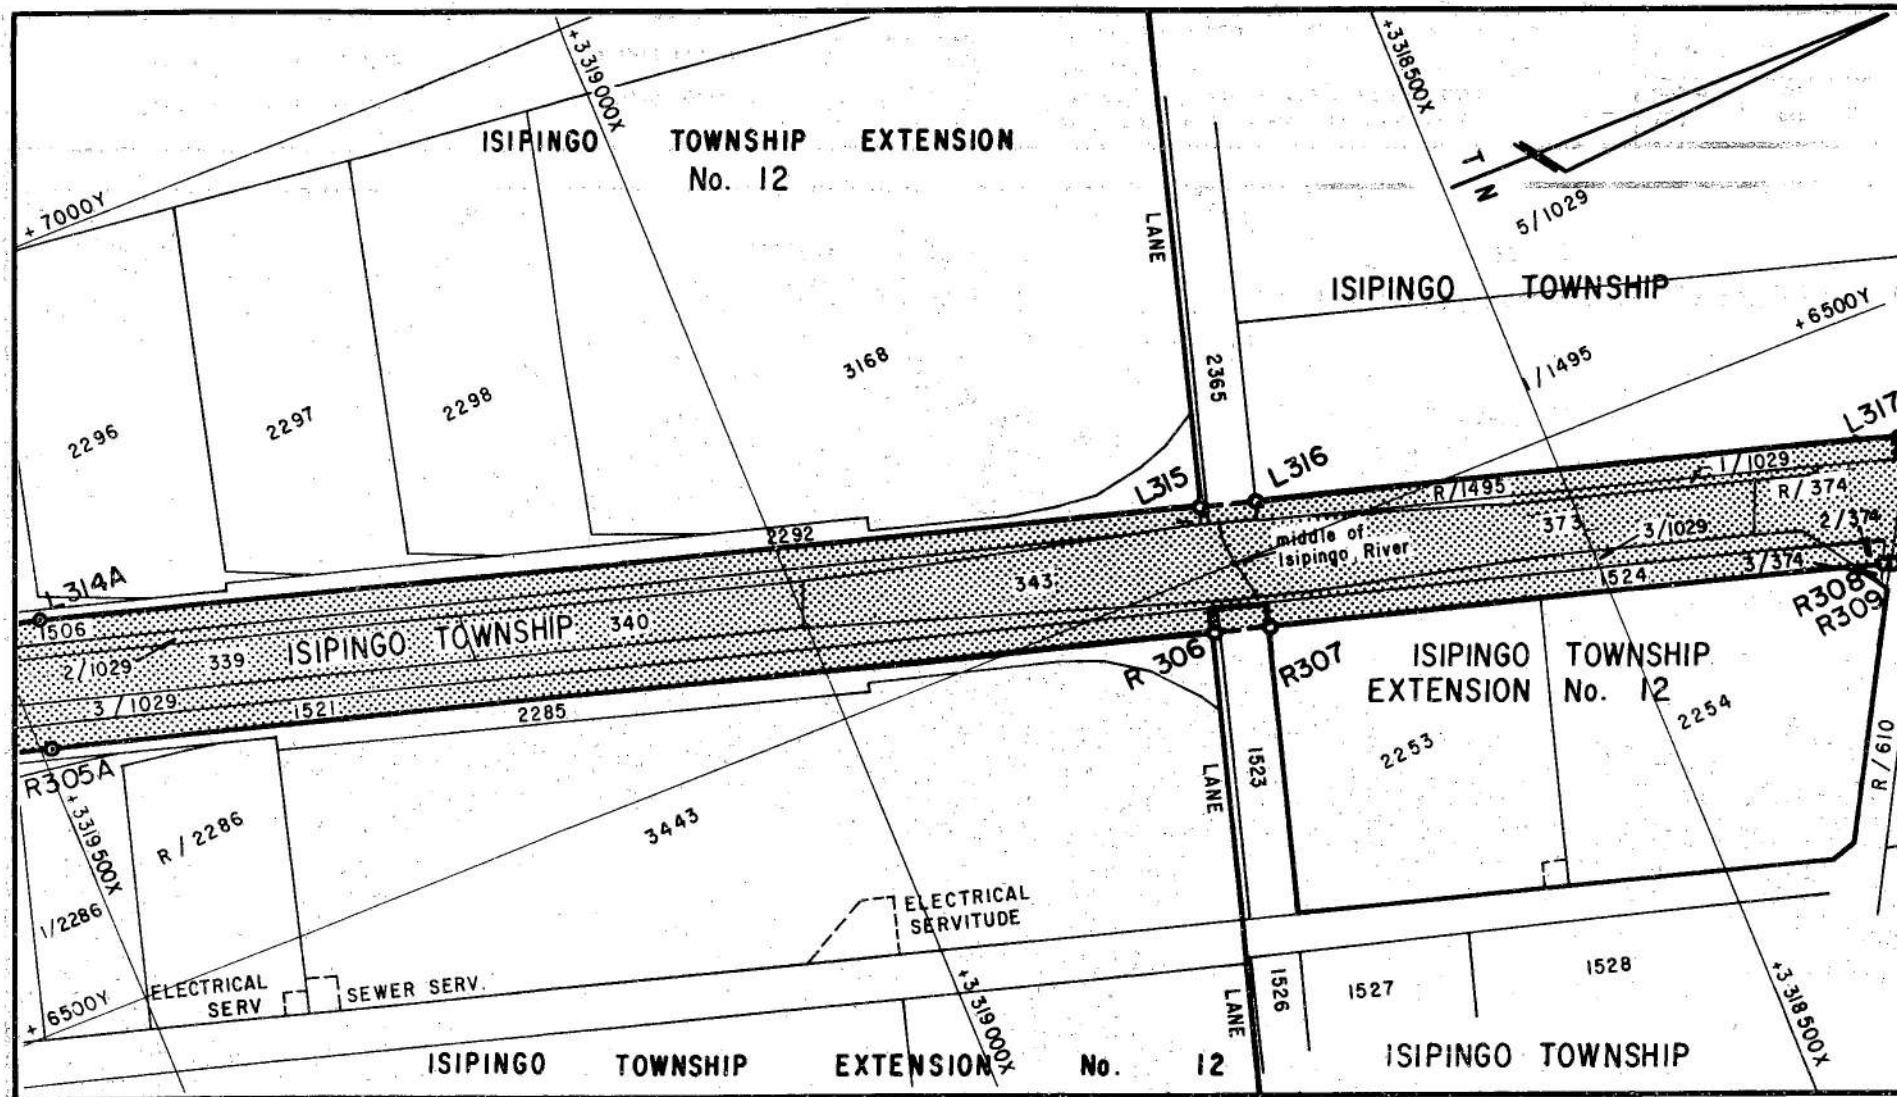 +3319000X
+3318500X
ISIPINGO TOWNSHIP EXTENSION
No. 12
T N
5/1029
+7000Y
LANE
ISIPINGO TOWNSHIP
+6500Y
3168
2365
1/1495
2298
2297
2296
L317
L316
L315
1/1029
R/1495
R/374
2292
373
2/374
middle of
Isipingo River
3/1029
L314A
343
524
3/374
1506
ISIPINGO TOWNSHIP
340
R308
R309
2/1029
339
R 306
R307
ISIPINGO TOWNSHIP
EXTENSION No. 12
3/1029
1521
2285
2254
2253
R/610
R305A
LANE
1523
+3319500X
R / 2286
3443
1/2286
ELECTRICAL
SERVITUDE
ELECTRICAL
SERV
SEWER SERV.
+6500Y
+3319000X
LANE
1526
1527
1528
+3318500X
ISIPINGO TOWNSHIP EXTENSION No. 12
ISIPINGO TOWNSHIP